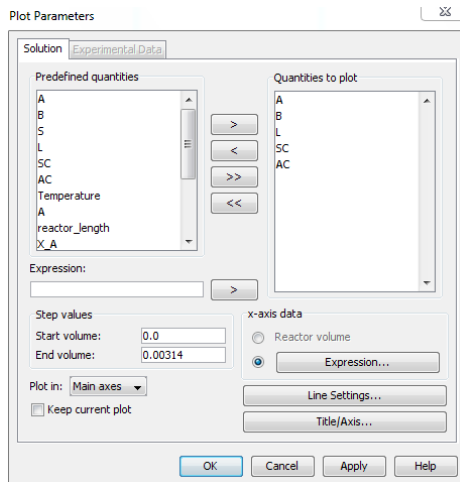 Plot Parameters
Solution
Experimental Data
Predefined quantities
A
B
S
L
SC
AC
Temperature
A
reactor_length
X_A
>
<
>>
<<
Quantities to plot
A
B
L
SC
AC
Expression:
>
Step values
Start volume: 0.0
End volume: 0.00314
x-axis data
Reactor volume
Expression...
Plot in: Main axes
Keep current plot
Line Settings...
Title/Axis...
OK Cancel Apply Help